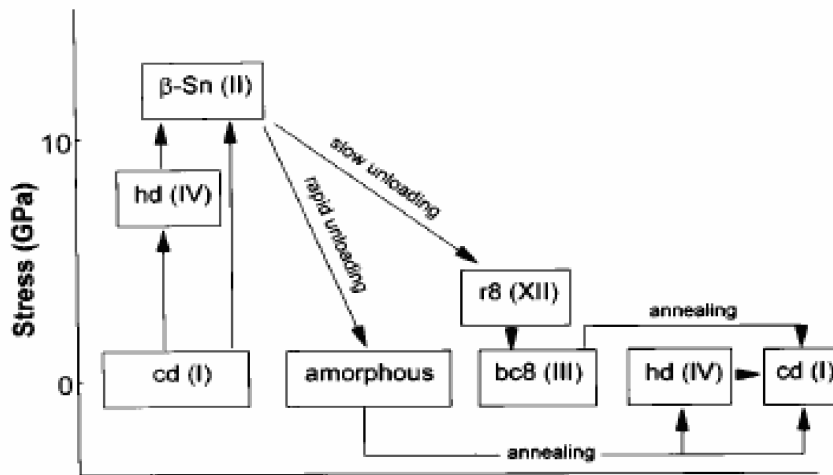 β-Sn (II)
10
slow unloading
hd (IV)
rapid unloading
Stress (GPa)
r8 (XII)
annealing
cd (I)
amorphous
bc8 (III)
hd (IV)
cd (I)
0
annealing